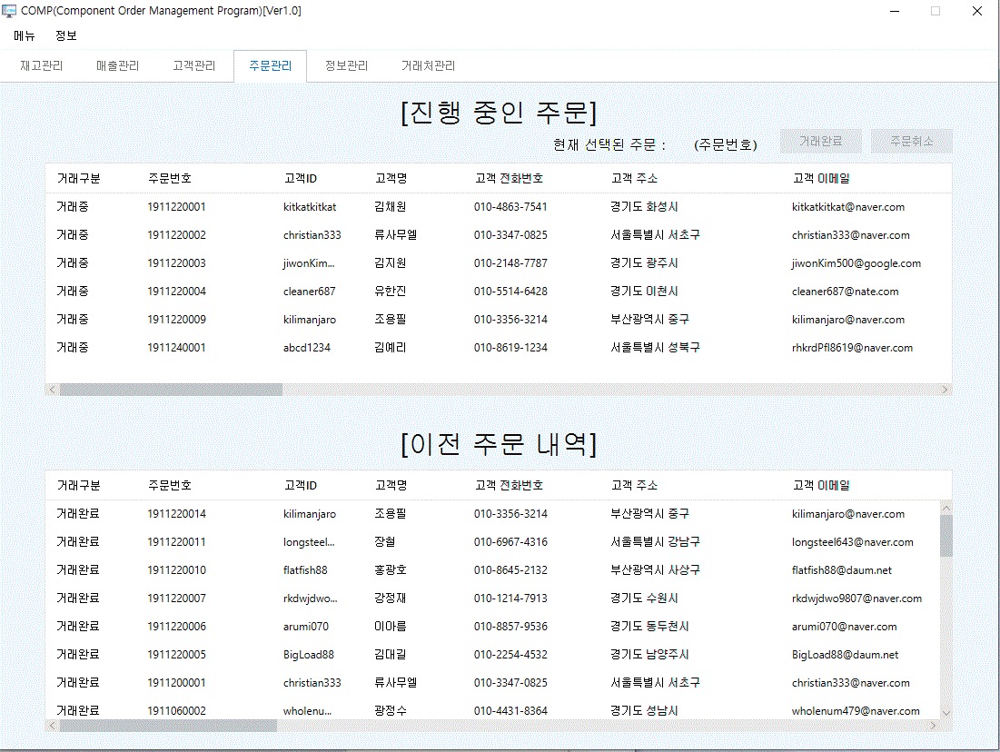 COMP(Component Order Management Program)[Ver1.0]
메뉴 정보
재고관리 매출관리 고객관리 주문관리 정보관리 거래처관리
[진행 중인 주문]
현재 선택된 주문 : (주문번호) 거래완료 주문취소
거래구분 주문번호 고객ID 고객명 고객 전화번호 고객 주소 고객 이메일
거래중 1911220001 kitkatkitkat 김채원 010-4863-7541 경기도 화성시 kitkatkitkat@naver.com
거래중 1911220002 christian333 류사무엘 010-3347-0825 서울특별시 서초구 christian333@naver.com
거래중 1911220003 jiwonKim... 김지원 010-2148-7787 경기도 광주시 jiwonKim500@google.com
거래중 1911220004 cleaner687 유한진 010-5514-6428 경기도 이천시 cleaner687@nate.com
거래중 1911220009 kilimanjaro 조용필 010-3356-3214 부산광역시 중구 kilimanjaro@naver.com
거래중 1911240001 abcd1234 김예리 010-8619-1234 서울특별시 성북구 rhkrdPfl8619@naver.com
[이전 주문 내역]
거래구분 주문번호 고객ID 고객명 고객 전화번호 고객 주소 고객 이메일
거래완료 1911220014 kilimanjaro 조용필 010-3356-3214 부산광역시 중구 kilimanjaro@naver.com
거래완료 1911220011 longsteel... 장철 010-6967-4316 서울특별시 강남구 longsteel643@naver.com
거래완료 1911220010 flatfish88 홍광호 010-8645-2132 부산광역시 사상구 flatfish88@daum.net
거래완료 1911220007 rkdwjdwo... 강정재 010-1214-7913 경기도 수원시 rkdwjdwo9807@naver.com
거래완료 1911220006 arumi070 이아름 010-8857-9536 경기도 동두천시 arumi070@naver.com
거래완료 1911220005 BigLoad88 김대길 010-2254-4532 경기도 남양주시 BigLoad88@daum.net
거래완료 1911200001 christian333 류사무엘 010-3347-0825 서울특별시 서초구 christian333@naver.com
거래완료 1911060002 wholenu... 광정수 010-4431-8364 경기도 성남시 wholenum479@naver.com